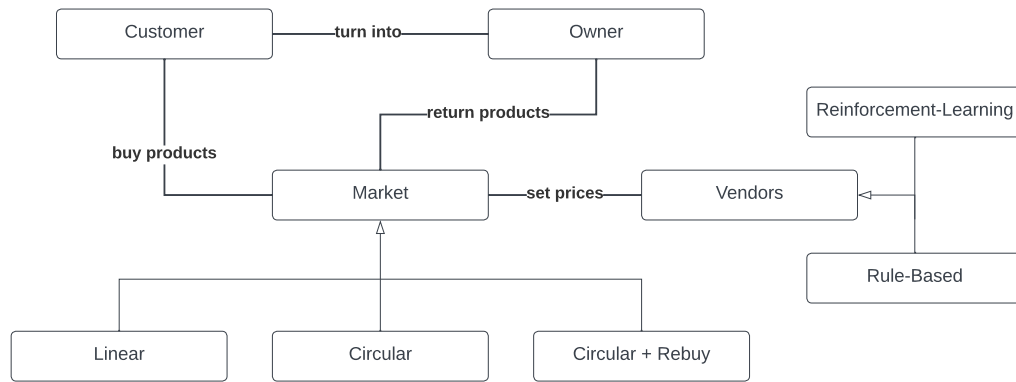 Customer
turn into
Owner
Reinforcement-Learning
return products
buy products
Market
set prices
Vendors
Rule-Based
Linear
Circular
Circular + Rebuy